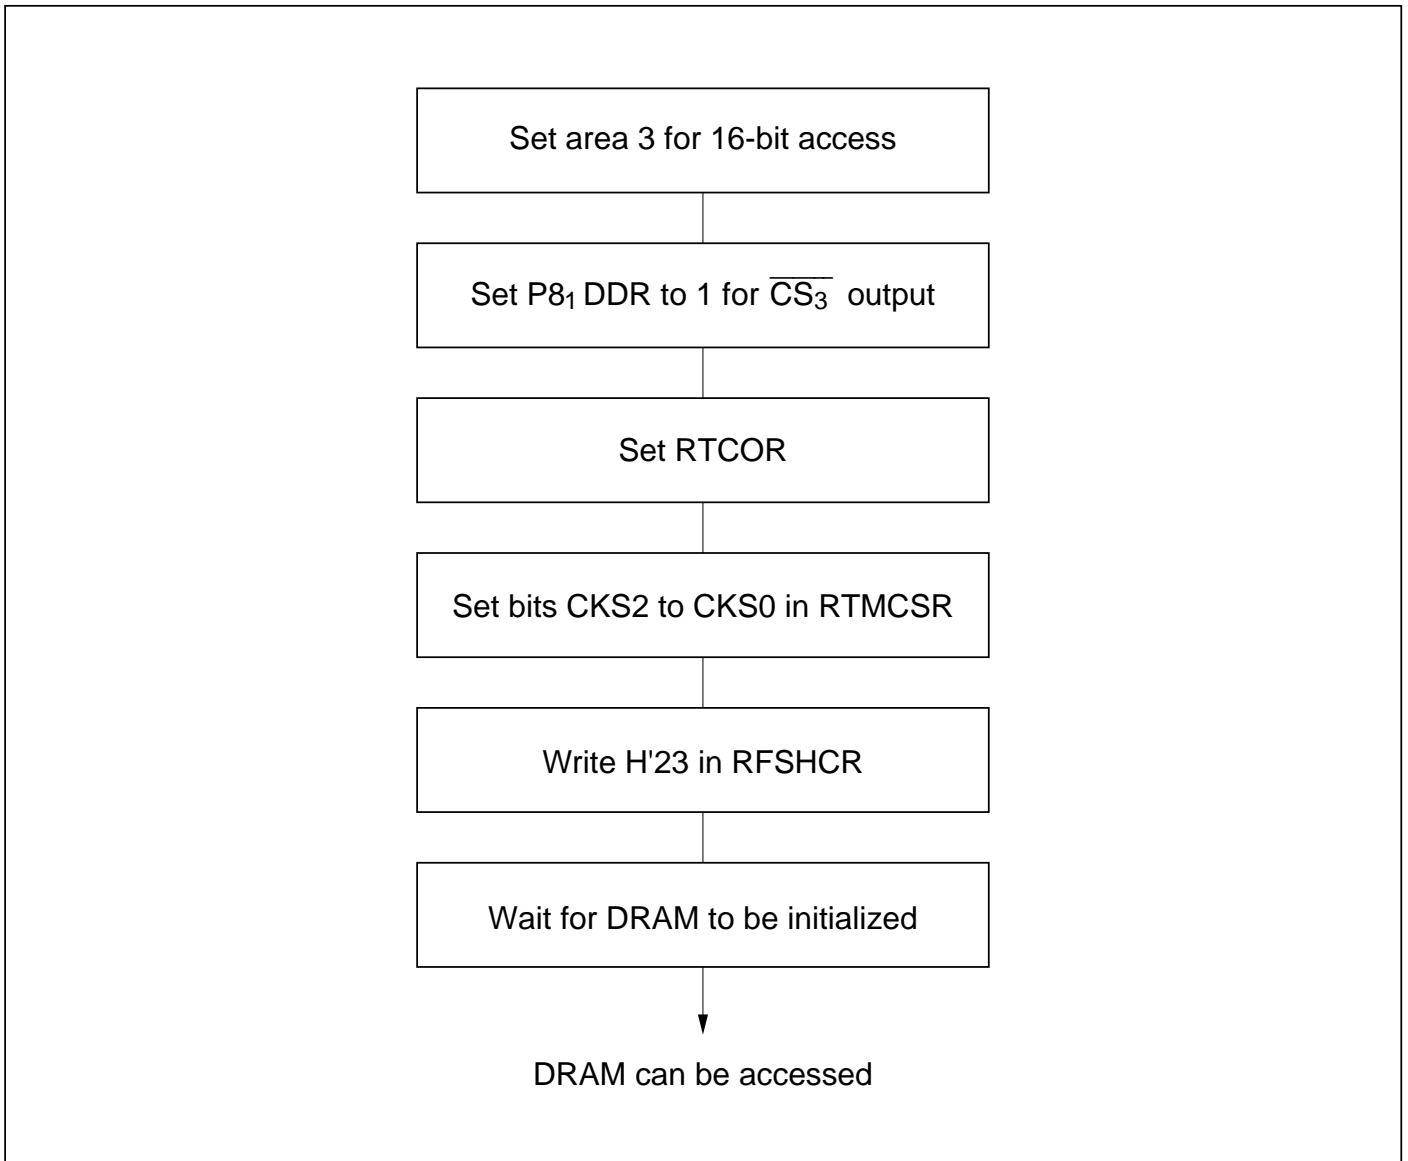 Set area 3 for 16-bit access
Set P8₁ DDR to 1 for C̅S̅₃̅ output
Set RTCOR
Set bits CKS2 to CKS0 in RTMCSR
Write H'23 in RFSHCR
Wait for DRAM to be initialized
DRAM can be accessed